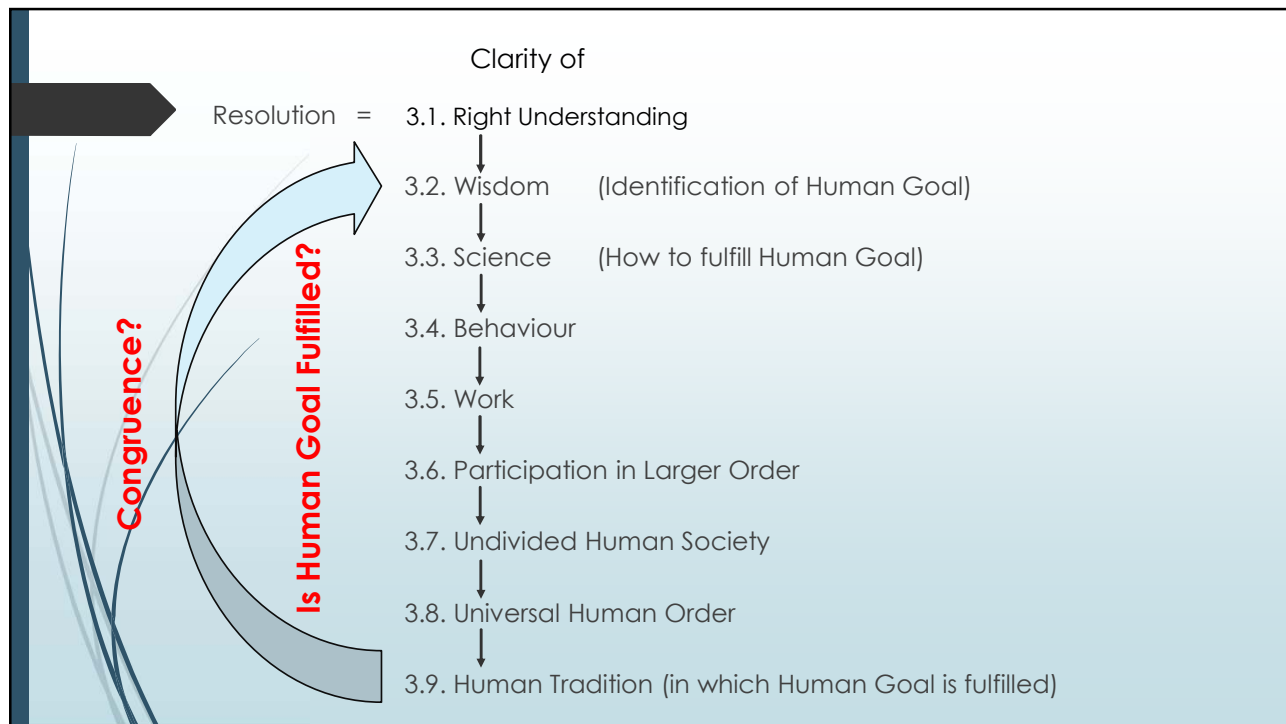 Clarity of
Resolution = 3.1. Right Understanding
3.2. Wisdom (Identification of Human Goal)
3.3. Science (How to fulfill Human Goal)
3.4. Behaviour
3.5. Work
3.6. Participation in Larger Order
3.7. Undivided Human Society
3.8. Universal Human Order
3.9. Human Tradition (in which Human Goal is fulfilled)
Congruence?
Is Human Goal Fulfilled?